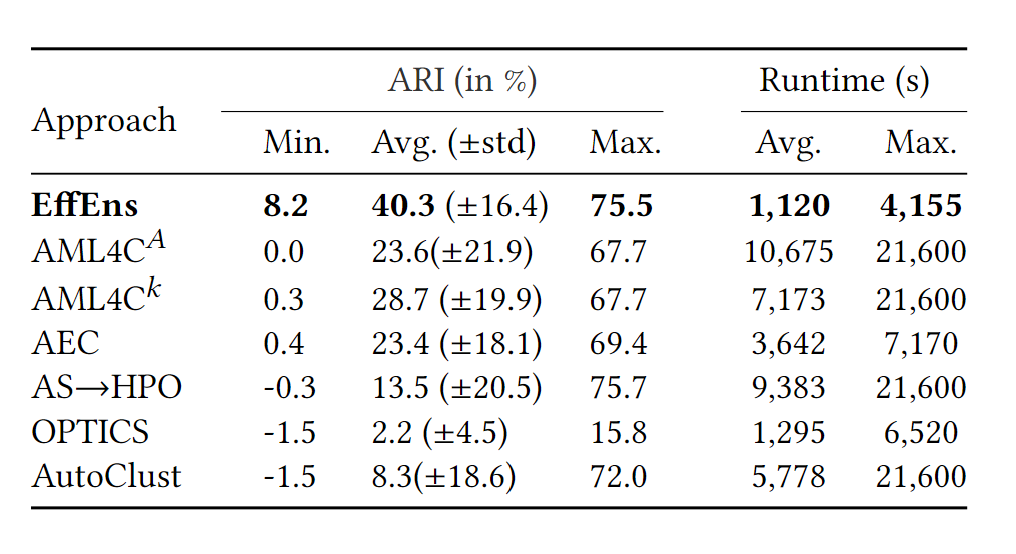 ARI (in %) Runtime (s)
Approach
Min. Avg. (±std) Max. Avg. Max.
EffEns 8.2 40.3 (±16.4) 75.5 1,120 4,155
AML4C^A 0.0 23.6(±21.9) 67.7 10,675 21,600
AML4C^k 0.3 28.7 (±19.9) 67.7 7,173 21,600
AEC 0.4 23.4 (±18.1) 69.4 3,642 7,170
AS→HPO -0.3 13.5 (±20.5) 75.7 9,383 21,600
OPTICS -1.5 2.2 (±4.5) 15.8 1,295 6,520
AutoClust -1.5 8.3(±18.6) 72.0 5,778 21,600